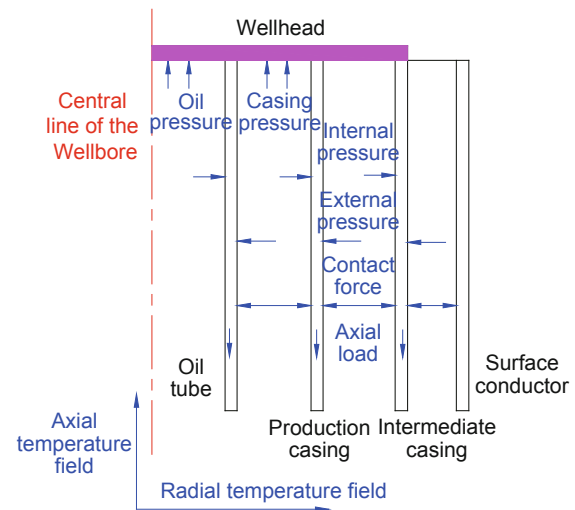 Wellhead
Central
line of the
Wellbore
Oil
pressure
Casing
pressure
Internal
pressure
External
pressure
Contact
force
Axial
load
Oil
tube
Surface
conductor
Production
casing
Intermediate
casing
Axial
temperature
field
Radial temperature field